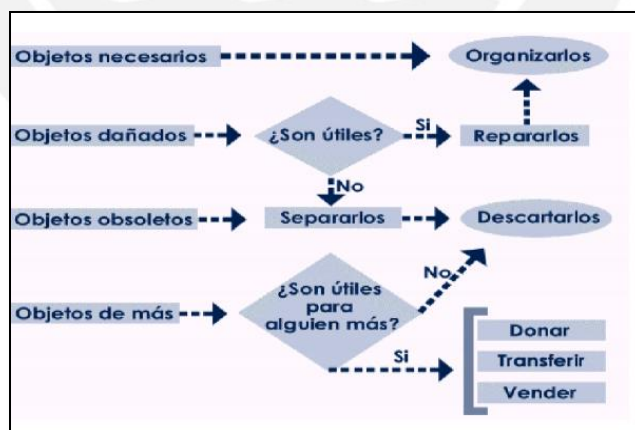 Objetos necesarios
Organizarlos
Objetos dañados
¿Son útiles?
Si
Repararlos
No
Objetos obsoletos
Separarlos
Descartarlos
Objetos de más
¿Son útiles
para
alguien más?
No
Si
Donar
Transferir
Vender